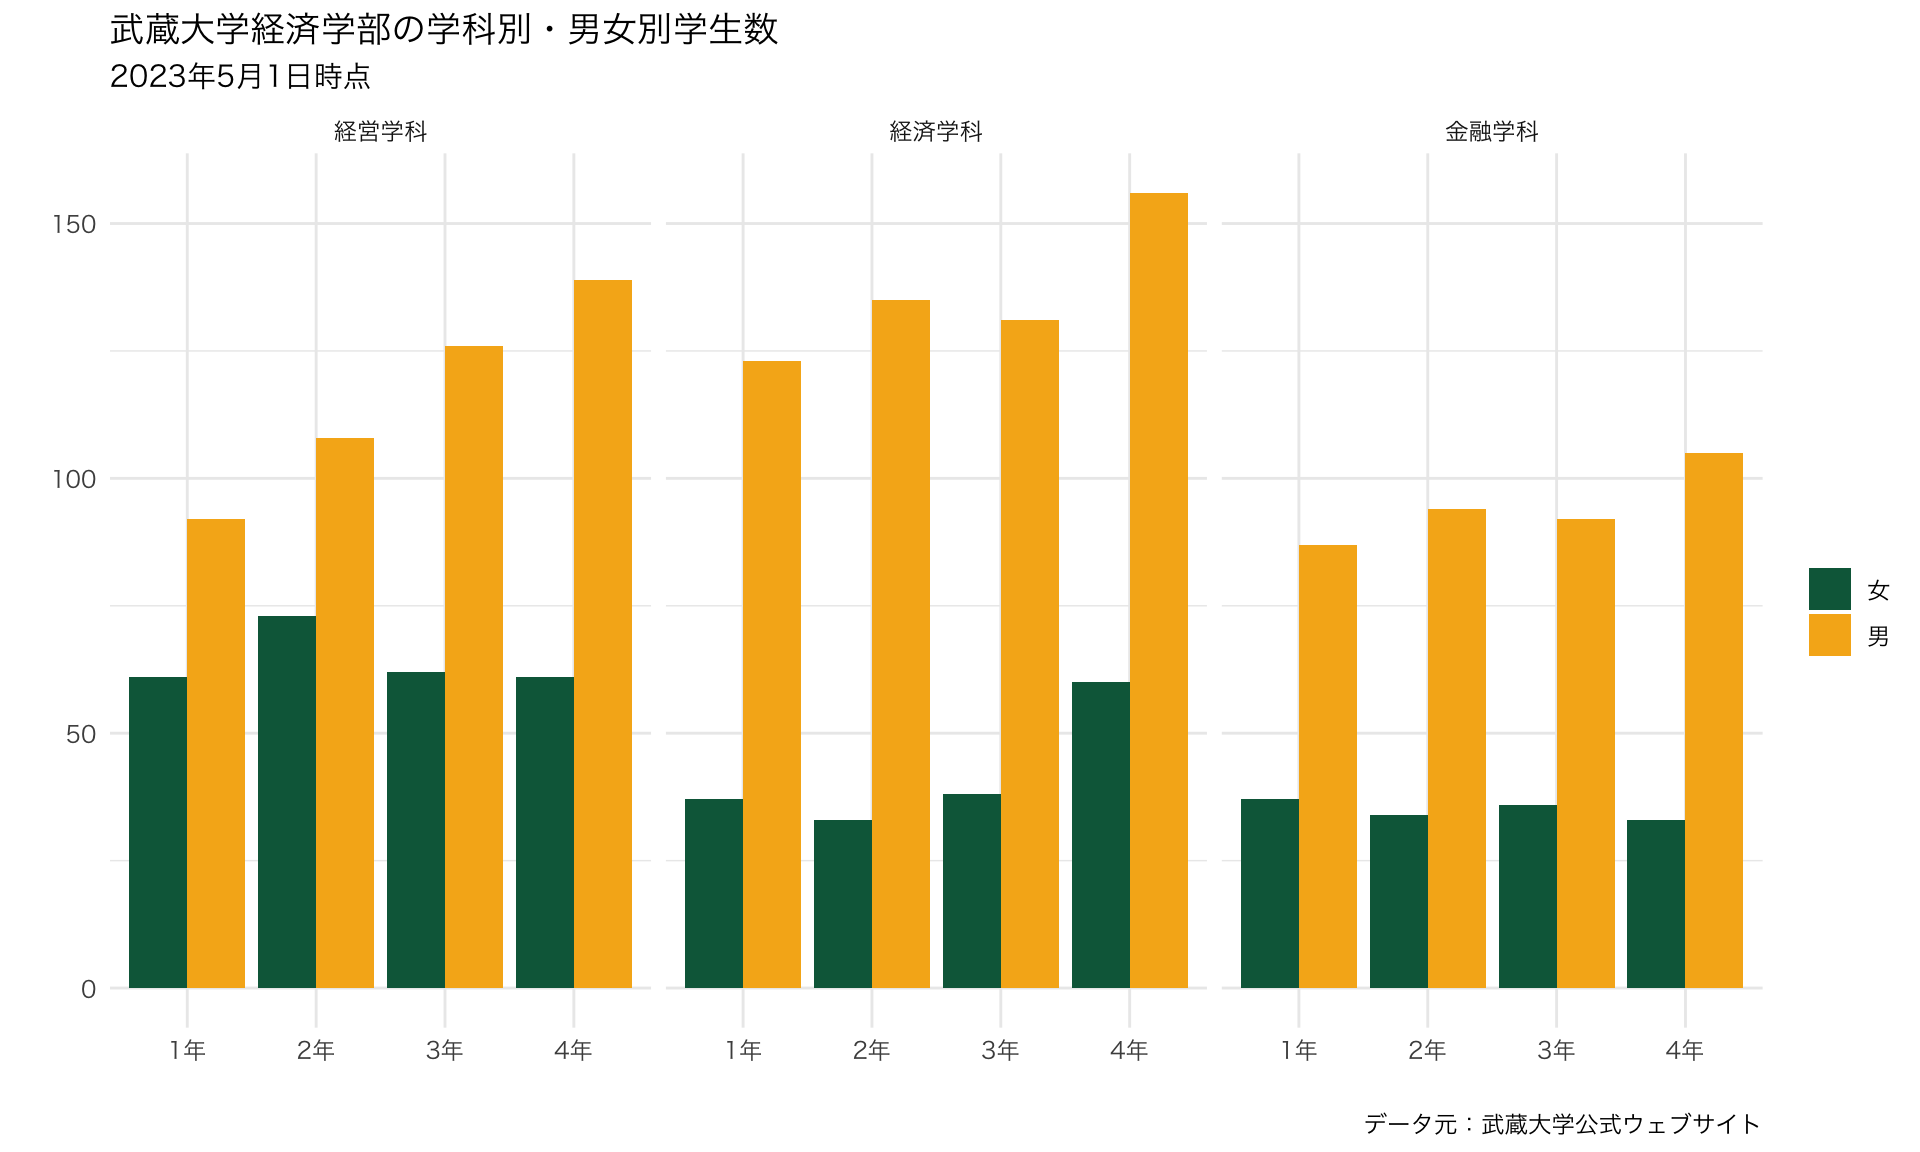 武蔵大学経済学部の学科別・男女別学生数
2023年5月1日時点
経営学科
経済学科
金融学科
150
100
50
0
女
男
1年 2年 3年 4年 1年 2年 3年 4年 1年 2年 3年 4年
データ元：武蔵大学公式ウェブサイト